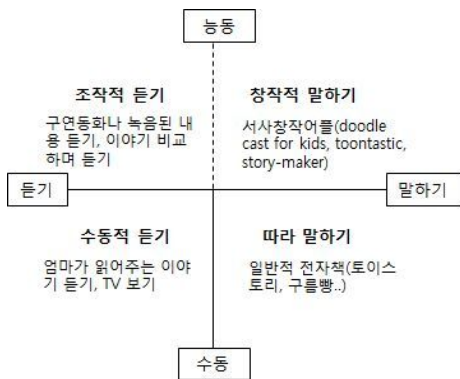 능동
조작적 듣기
구연동화나 녹음된 내
용 듣기, 이야기 비교
하며 듣기
창작적 말하기
서사창작어플(doodle
cast for kids, toontastic,
story-maker)
듣기
말하기
수동적 듣기
엄마가 읽어주는 이야
기 듣기, TV 보기
따라 말하기
일반적 전자책(토이스
토리, 구름빵..)
수동